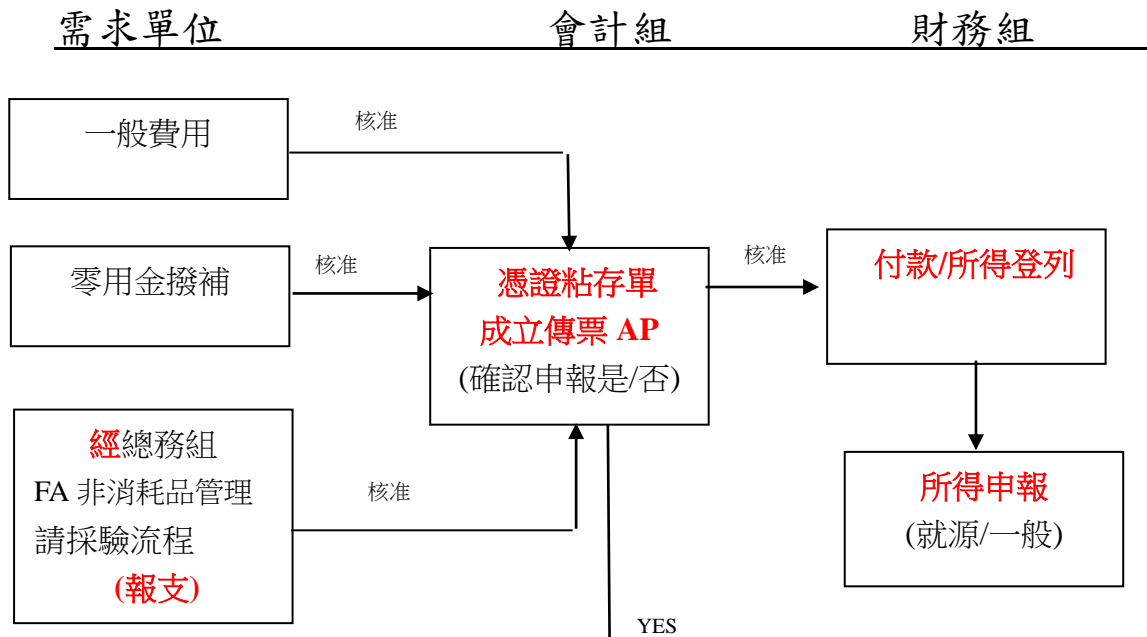 需求單位
會計組
財務組
一般費用
核准
零用金撥補
核准
憑證粘存單
成立傳票 AP
(確認申報是/否)
核准
付款/所得登列
經總務組
FA 非消耗品管理
請採驗流程
(報支)
核准
所得申報
(就源/一般)
YES